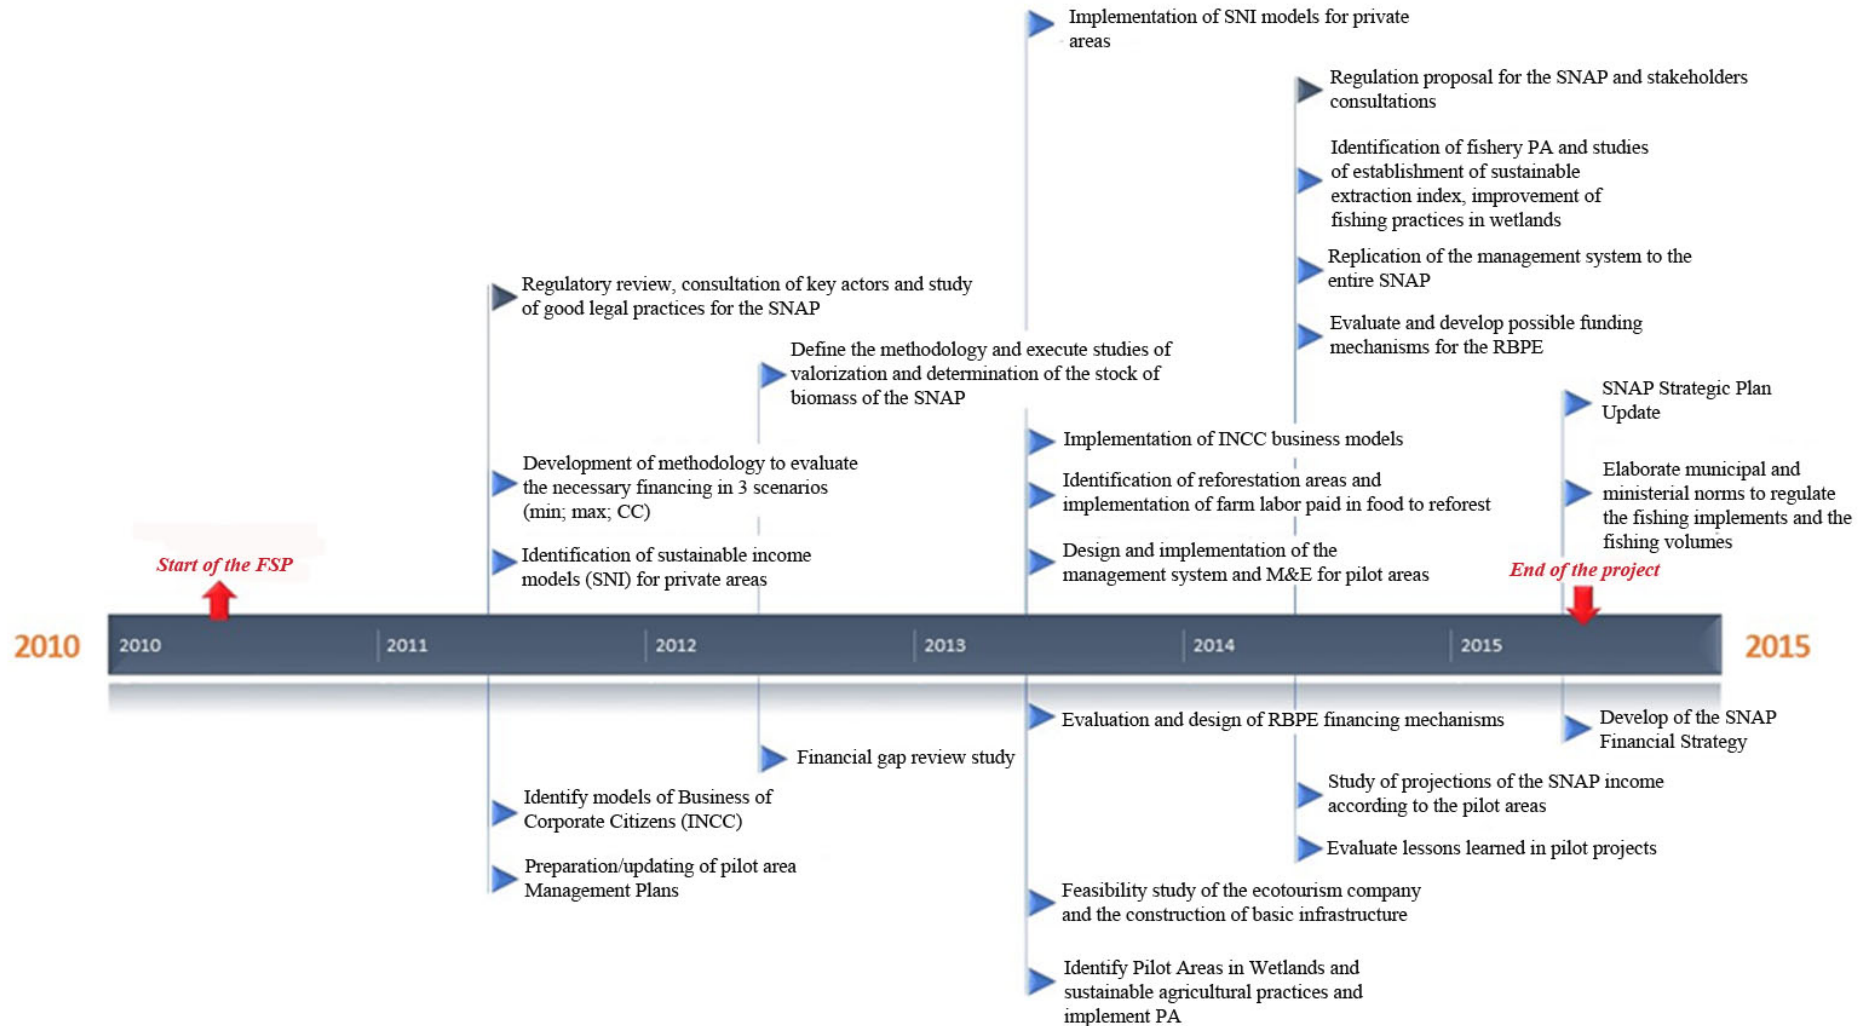 Implementation of SNI models for private
areas
Regulation proposal for the SNAP and stakeholders
consultations
Identification of fishery PA and studies
of establishment of sustainable
extraction index, improvement of
fishing practices in wetlands
Replication of the management system to the
entire SNAP
Evaluate and develop possible funding
mechanisms for the RBPE
Regulatory review, consultation of key actors and study
of good legal practices for the SNAP
Define the methodology and execute studies of
valorization and determination of the stock of
biomass of the SNAP
SNAP Strategic Plan
Update
Implementation of INCC business models
Development of methodology to evaluate
the necessary financing in 3 scenarios
(min; max; CC)
Identification of reforestation areas and
implementation of farm labor paid in food to reforest
Elaborate municipal and
ministerial norms to regulate
the fishing implements and the
fishing volumes
Identification of sustainable income
models (SNI) for private areas
Design and implementation of the
management system and M&E for pilot areas
Start of the FSP
End of the project
2010
2010
2011
2012
2013
2014
2015
2015
Evaluation and design of RBPE financing mechanisms
Develop of the SNAP
Financial Strategy
Financial gap review study
Study of projections of the SNAP income
according to the pilot areas
Identify models of Business of
Corporate Citizens (INCC)
Evaluate lessons learned in pilot projects
Preparation/updating of pilot area
Management Plans
Feasibility study of the ecotourism company
and the construction of basic infrastructure
Identify Pilot Areas in Wetlands and
sustainable agricultural practices and
implement PA